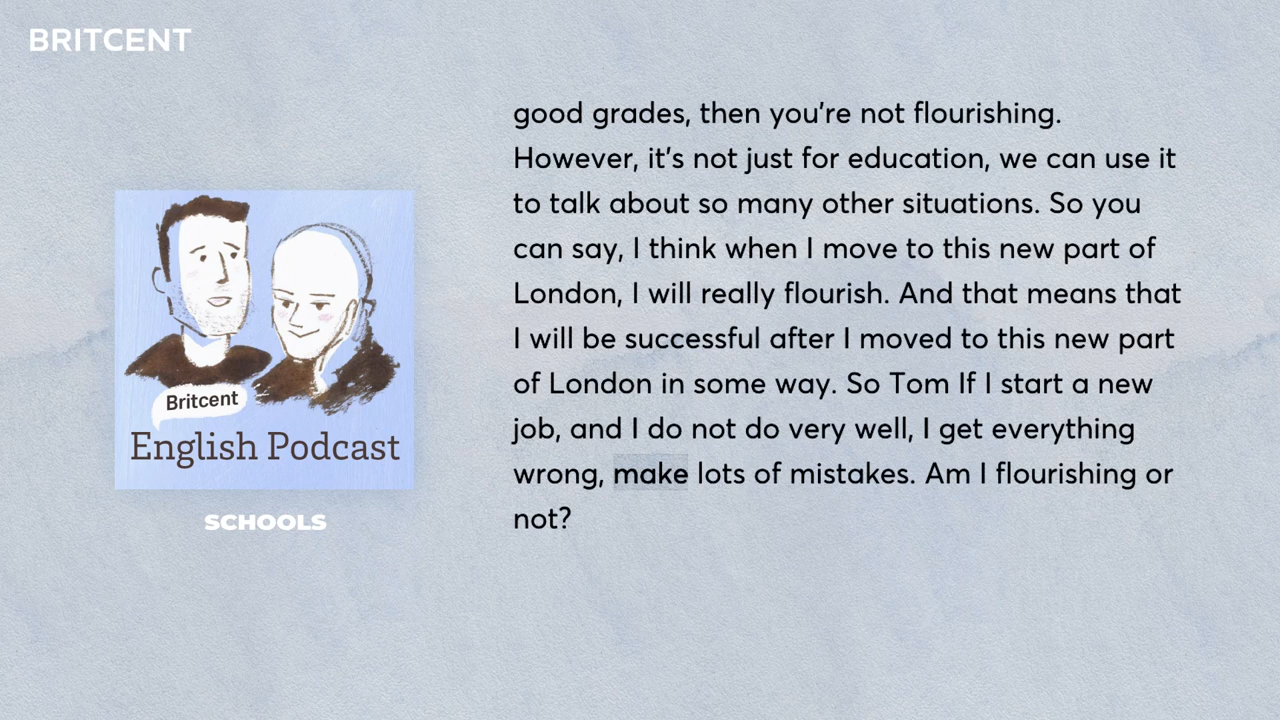 BRITCENT
Britcent
English Podcast
SCHOOLS
good grades, then you're not flourishing.
However, it's not just for education, we can use it
to talk about so many other situations. So you
can say, I think when I move to this new part of
London, I will really flourish. And that means that
I will be successful after I moved to this new part
of London in some way. So Tom If I start a new
job, and I do not do very well, I get everything
wrong, make lots of mistakes. Am I flourishing or
not?